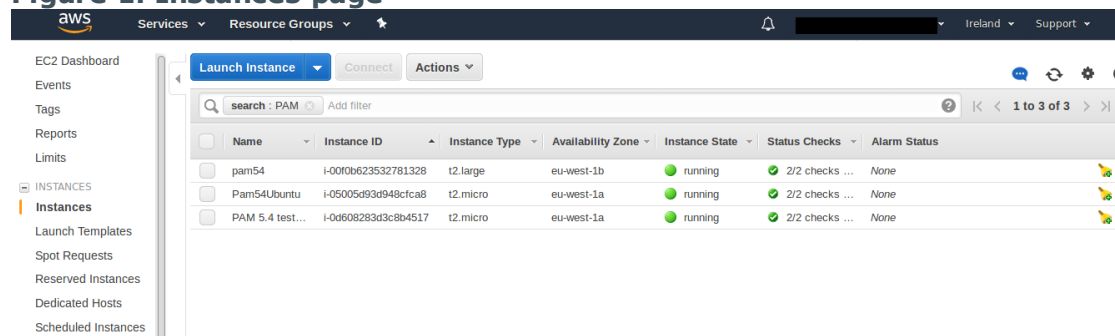 Figure 1. Instances page
aws Services Resource Groups Ireland Support
EC2 Dashboard
Events
Tags
Reports
Limits
INSTANCES
Instances
Launch Templates
Spot Requests
Reserved Instances
Dedicated Hosts
Scheduled Instances
Launch Instance Connect Actions
search : PAM Add filter 1 to 3 of 3
Name Instance ID Instance Type Availability Zone Instance State Status Checks Alarm Status
pam54 i-00f0b623532781328 t2.large eu-west-1b running 2/2 checks ... None
Pam54Ubuntu i-05005d93d948cfca8 t2.micro eu-west-1a running 2/2 checks ... None
PAM 5.4 test... i-0d608283d3c8b4517 t2.micro eu-west-1a running 2/2 checks ... None